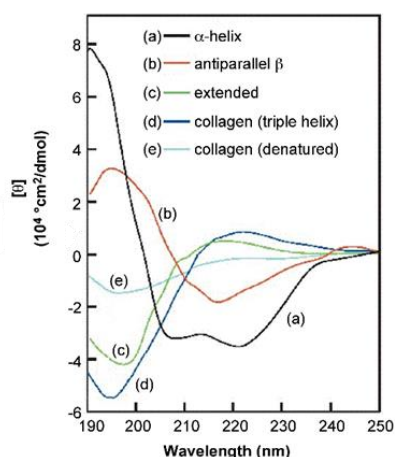 8
6
4
2
0
-2
-4
-6
[θ]
(10⁴ °cm²/dmol)
(a) α-helix
(b) antiparallel β
(c) extended
(d) collagen (triple helix)
(e) collagen (denatured)
(b)
(e)
(a)
(c)
(d)
190 200 210 220 230 240 250
Wavelength (nm)